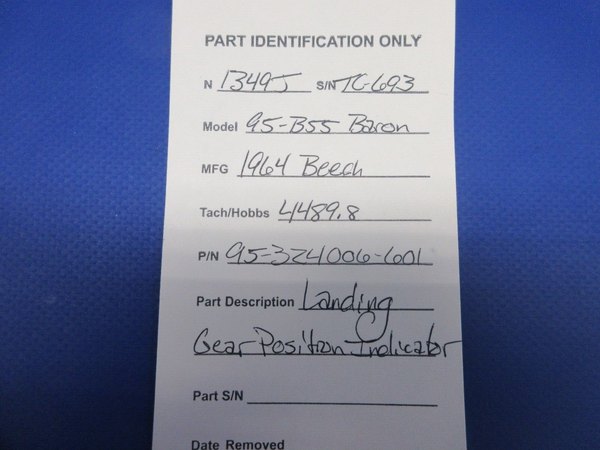 PART IDENTIFICATION ONLY
N 1349J S/N TC-693
Model 95-B55 Baron
MFG 1964 Beech
Tach/Hobbs 4489.8
P/N 95-324006-601
Part Description Landing
Gear Position Indicator
Part S/N
Date Removed